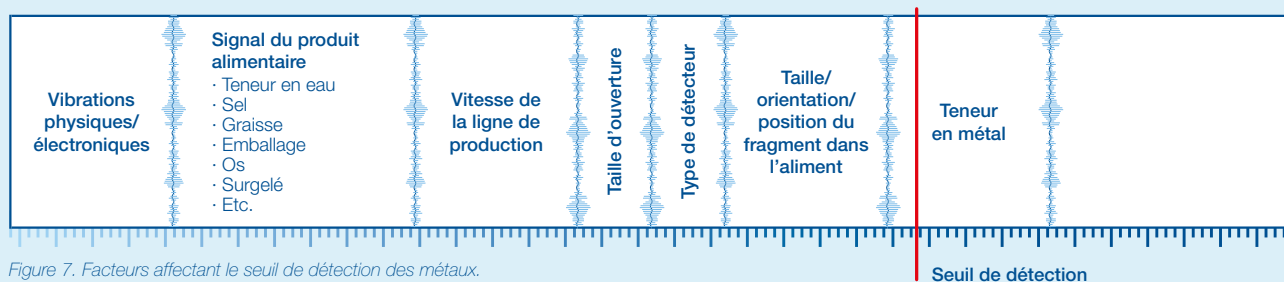 Vibrations
physiques/
électroniques
Signal du produit
alimentaire
· Teneur en eau
· Sel
· Graisse
· Emballage
· Os
· Surgelé
· Etc.
Vitesse de
la ligne de
production
Taille d'ouverture
Type de détecteur
Taille/
orientation/
position du
fragment dans
l'aliment
Teneur
en métal
Figure 7. Facteurs affectant le seuil de détection des métaux.
Seuil de détection